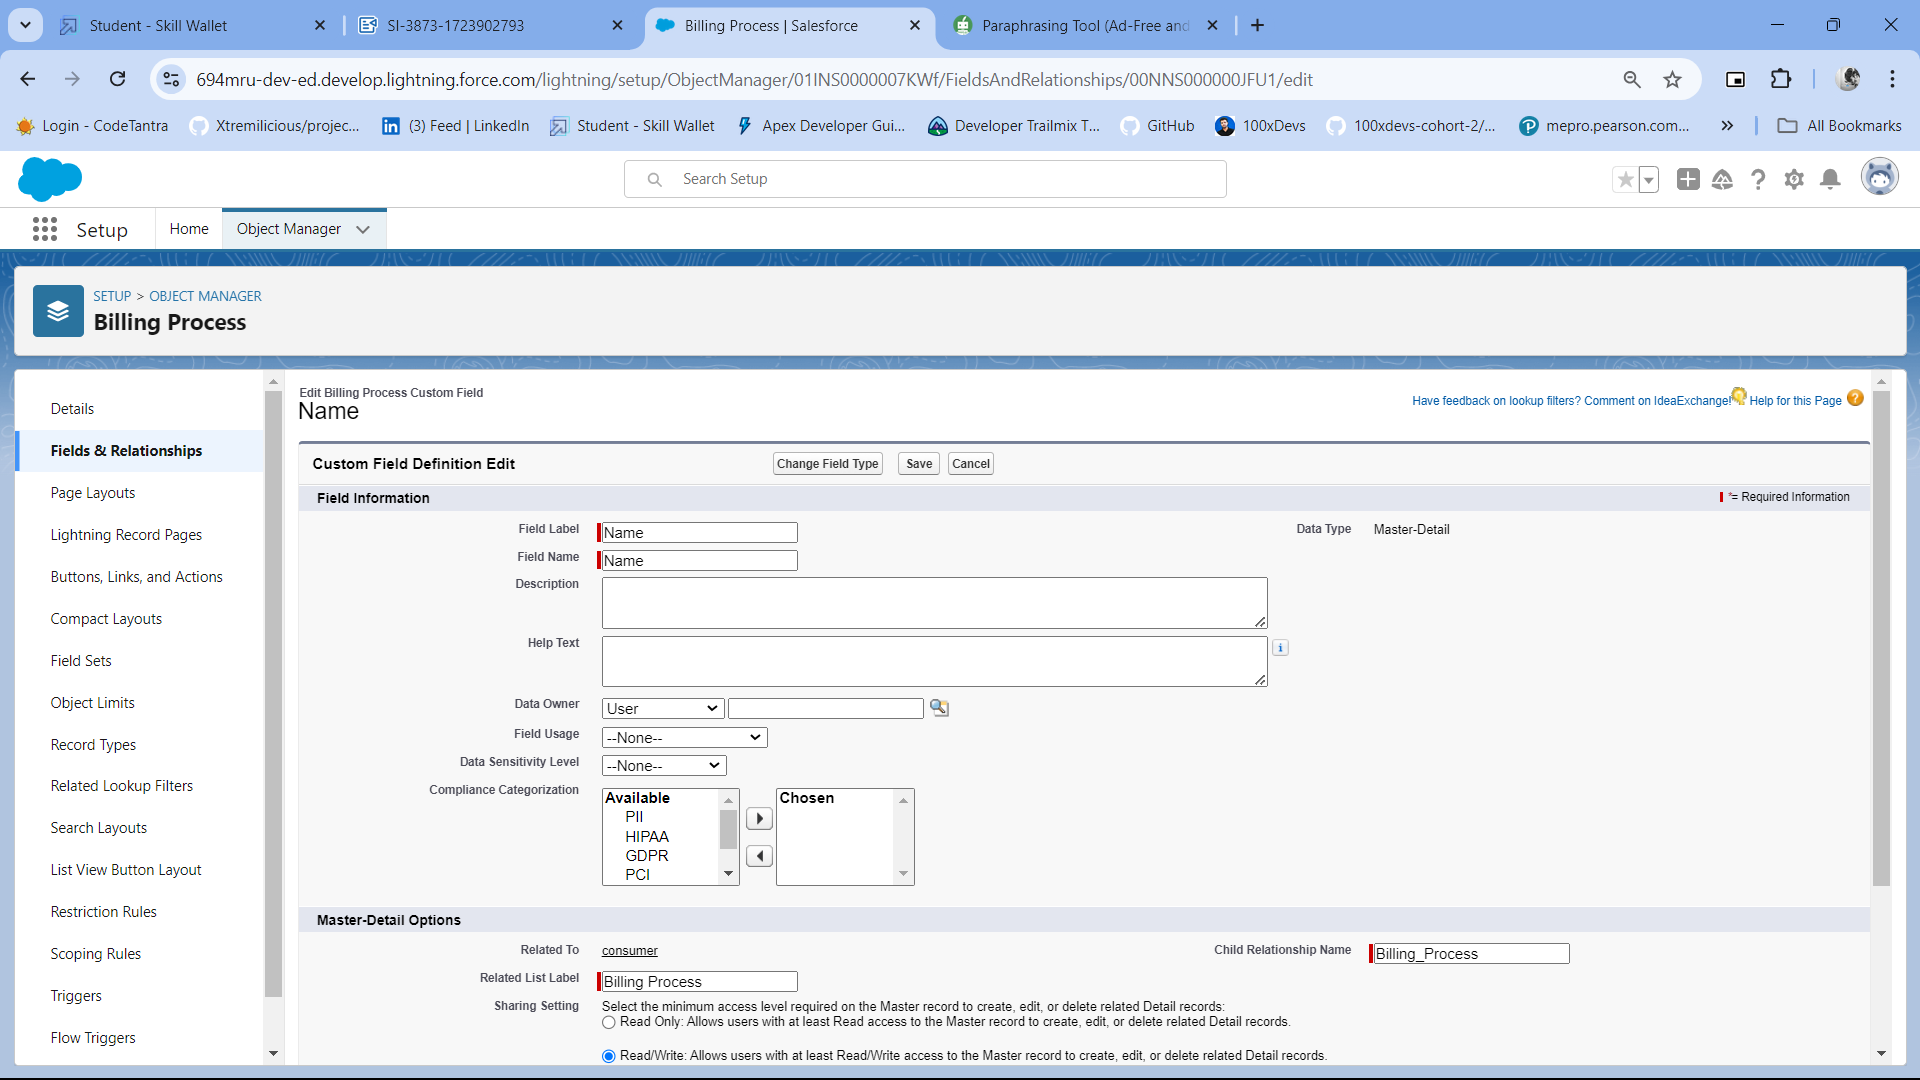 Student - Skill Wallet
SI-3873-1723902793
Billing Process | Salesforce
Paraphrasing Tool (Ad-Free and
694mru-dev-ed.develop.lightning.force.com/lightning/setup/ObjectManager/01INS0000007KWf/FieldsAndRelationships/00NNS000000JFU1/edit
Login - CodeTantra
Xtremilicious/projec...
(3) Feed | LinkedIn
Student - Skill Wallet
Apex Developer Gui...
Developer Trailmix T...
GitHub
100xDevs
100xdevs-cohort-2/...
mepro.pearson.com...
All Bookmarks
Search Setup
Setup
Home
Object Manager
SETUP > OBJECT MANAGER
Billing Process
Details
Fields & Relationships
Page Layouts
Lightning Record Pages
Buttons, Links, and Actions
Compact Layouts
Field Sets
Object Limits
Record Types
Related Lookup Filters
Search Layouts
List View Button Layout
Restriction Rules
Scoping Rules
Triggers
Flow Triggers
Edit Billing Process Custom Field
Name
Have feedback on lookup filters? Comment on IdeaExchange!
Help for this Page
Custom Field Definition Edit
Change Field Type
Save
Cancel
Field Information
*= Required Information
Field Label
Name
Data Type
Master-Detail
Field Name
Name
Description
Help Text
Data Owner
User
Field Usage
--None--
Data Sensitivity Level
--None--
Compliance Categorization
Available
PII
HIPAA
GDPR
PCI
Chosen
Master-Detail Options
Related To
consumer
Child Relationship Name
Billing_Process
Related List Label
Billing Process
Sharing Setting
Select the minimum access level required on the Master record to create, edit, or delete related Detail records:
Read Only: Allows users with at least Read access to the Master record to create, edit, or delete related Detail records.
Read/Write: Allows users with at least Read/Write access to the Master record to create, edit, or delete related Detail records.